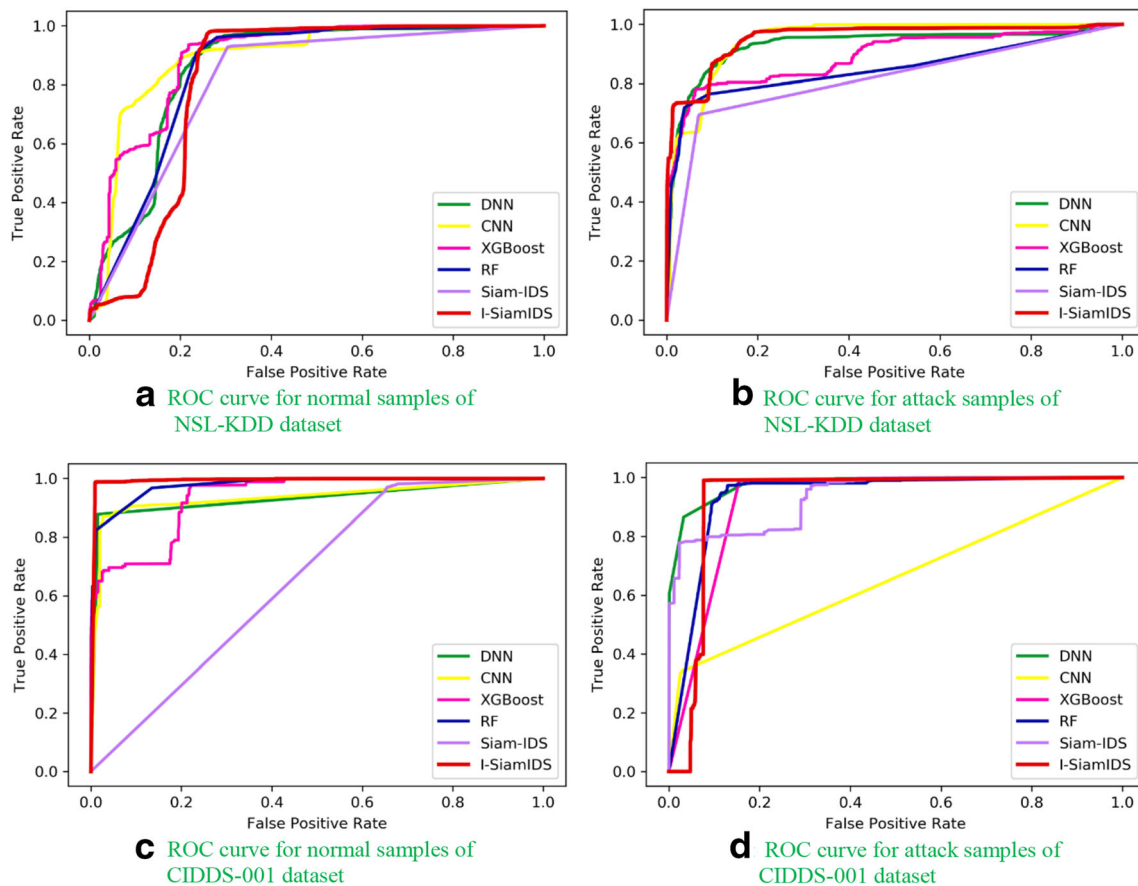 1.0
0.8
0.6
0.4
0.2
0.0
True Positive Rate
DNN
CNN
XGBoost
RF
Siam-IDS
I-SiamIDS
0.0 0.2 0.4 0.6 0.8 1.0
False Positive Rate
a ROC curve for normal samples of
NSL-KDD dataset
1.0
0.8
0.6
0.4
0.2
0.0
True Positive Rate
DNN
CNN
XGBoost
RF
Siam-IDS
I-SiamIDS
0.0 0.2 0.4 0.6 0.8 1.0
False Positive Rate
b ROC curve for attack samples of
NSL-KDD dataset
1.0
0.8
0.6
0.4
0.2
0.0
True Positive Rate
DNN
CNN
XGBoost
RF
Siam-IDS
I-SiamIDS
0.0 0.2 0.4 0.6 0.8 1.0
False Positive Rate
c ROC curve for normal samples of
CIDDS-001 dataset
1.0
0.8
0.6
0.4
0.2
0.0
True Positive Rate
DNN
CNN
XGBoost
RF
Siam-IDS
I-SiamIDS
0.0 0.2 0.4 0.6 0.8 1.0
False Positive Rate
d ROC curve for attack samples of
CIDDS-001 dataset